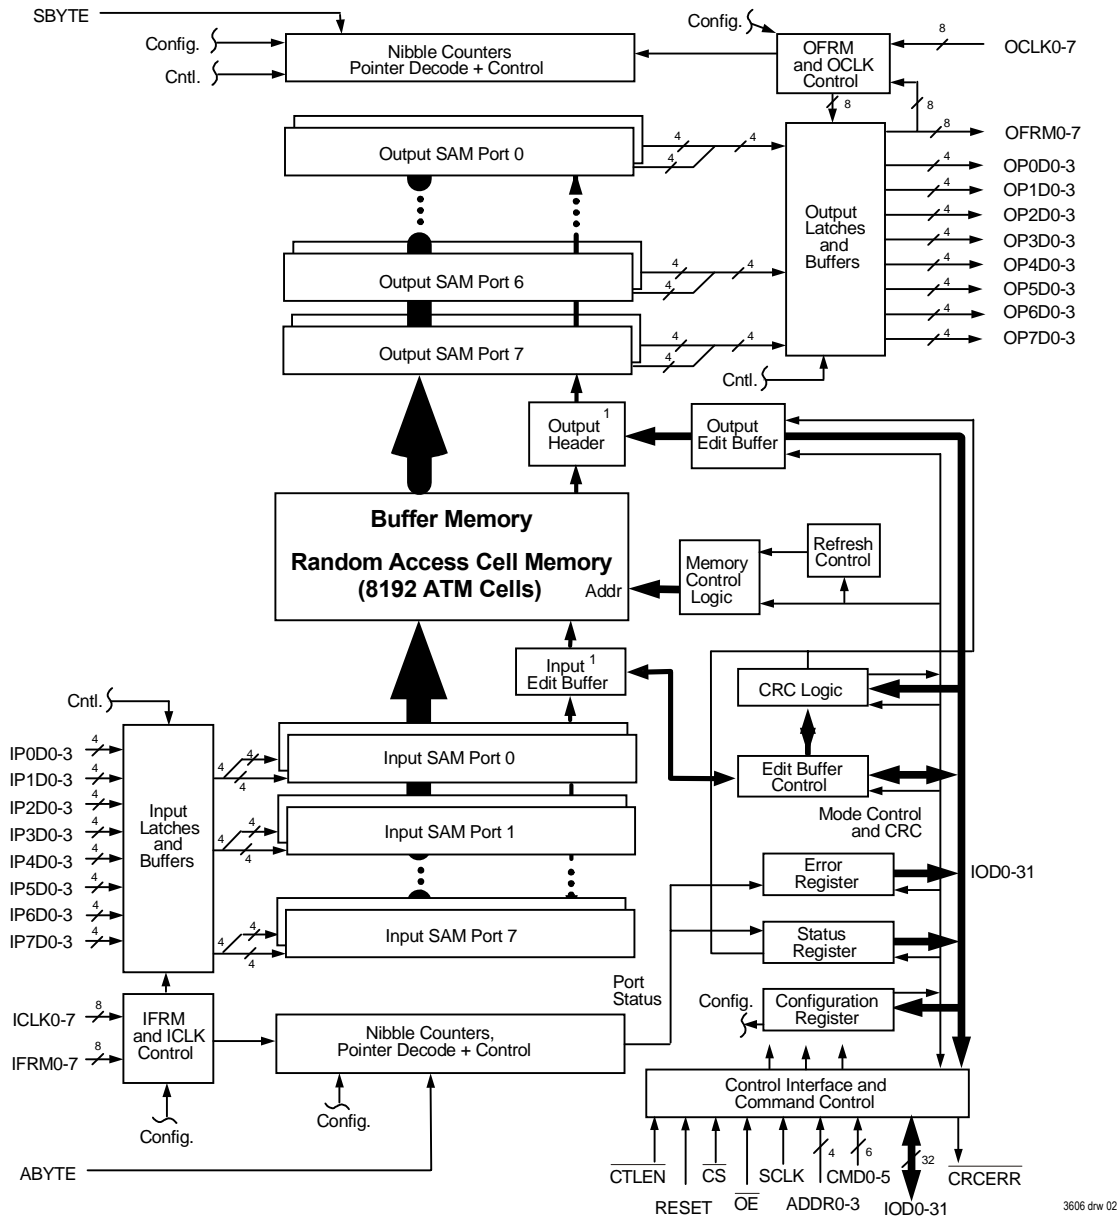 SBYTE
Config.
Cntl.
Nibble Counters
Pointer Decode + Control
Config.
OFRM
and OCLK
Control
8
OCLK0-7
8
8
8
OFRM0-7
Output SAM Port 0
4
4
4
Output SAM Port 6
4
4
4
Output SAM Port 7
4
4
4
Output
Latches
and
Buffers
4
OP0D0-3
4
OP1D0-3
4
OP2D0-3
4
OP3D0-3
4
OP4D0-3
4
OP5D0-3
4
OP6D0-3
4
OP7D0-3
Cntl.
Output 1
Header
Output
Edit Buffer
Buffer Memory
Random Access Cell Memory
(8192 ATM Cells)
Addr
Memory
Control
Logic
Refresh
Control
Input 1
Edit Buffer
CRC Logic
Edit Buffer
Control
Mode Control
and CRC
Cntl.
IP0D0-3
4
IP1D0-3
4
IP2D0-3
4
IP3D0-3
4
IP4D0-3
4
IP5D0-3
4
IP6D0-3
4
IP7D0-3
4
Input
Latches
and
Buffers
4
4
4
Input SAM Port 0
4
4
4
Input SAM Port 1
4
4
4
Input SAM Port 7
Error
Register
IOD0-31
Status
Register
Port
Status
Config.
Configuration
Register
ICLK0-7
8
IFRM0-7
8
IFRM
and ICLK
Control
Config.
Nibble Counters,
Pointer Decode + Control
Config.
ABYTE
Control Interface and
Command Control
CTLEN
RESET
CS
OE
SCLK
4
ADDR0-3
6
CMD0-5
32
IOD0-31
CRCERR
3606 drw 02